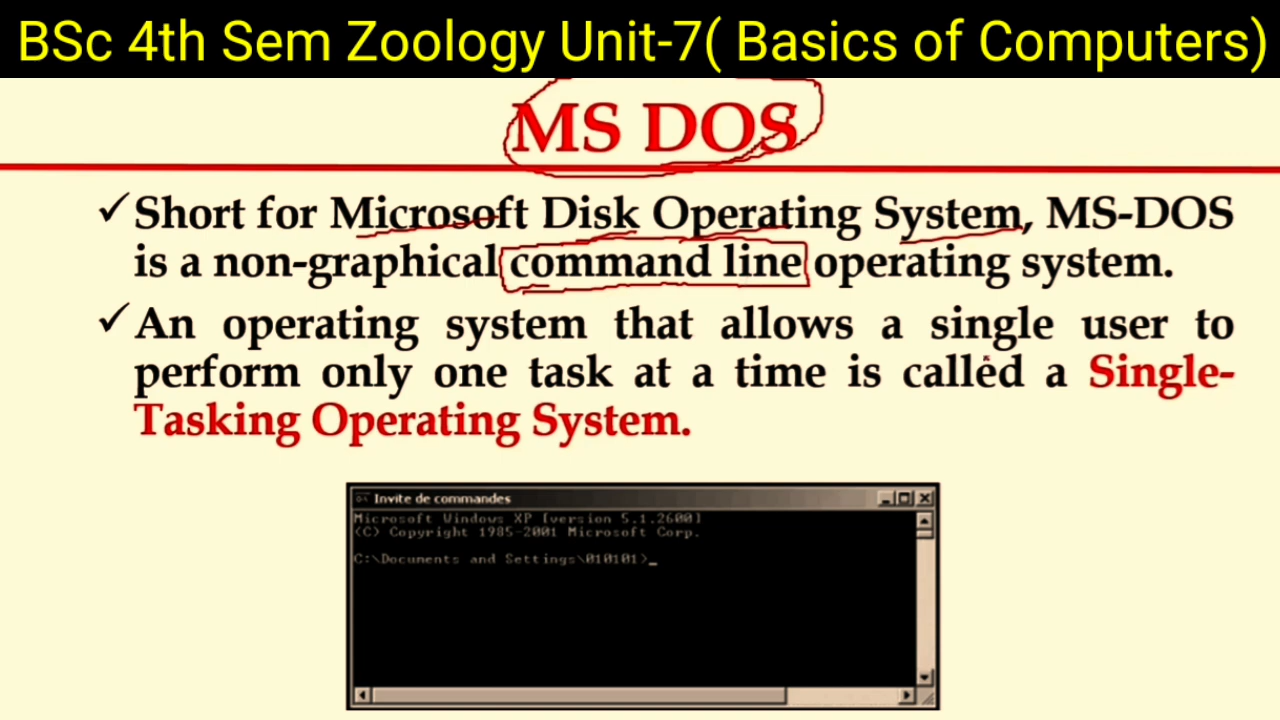 BSc 4th Sem Zoology Unit-7( Basics of Computers)
MS DOS
✓Short for Microsoft Disk Operating System, MS-DOS
is a non-graphical command line operating system.
✓An operating system that allows a single user to
perform only one task at a time is called a Single-
Tasking Operating System.
Invite de commandes
Microsoft Windows XP [version 5.1.2600]
(C) Copyright 1985-2001 Microsoft Corp.
C:\Documents and Settings\010101>_